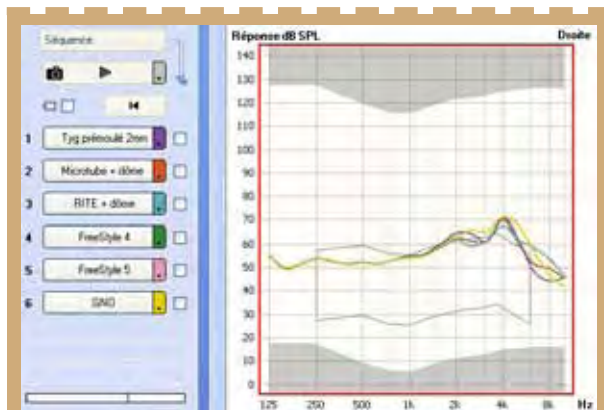 Séquence
1 Tyg prémoulé 2mm
2 Microtube + dôme
3 RITE + dôme
4 FreeStyle 4
5 FreeStyle 5
6 GNO
Réponse dB SPL Droite
140
130
120
110
100
90
80
70
60
50
40
30
20
10
0
125 250 500 1k 2k 4k 8k Hz